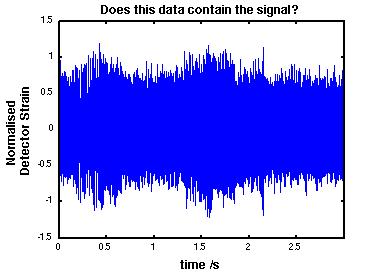 Does this data contain the signal?
1.5
1
0.5
0
-0.5
-1
-1.5
Normalised
Detector Strain
0 0.5 1 1.5 2 2.5
time /s